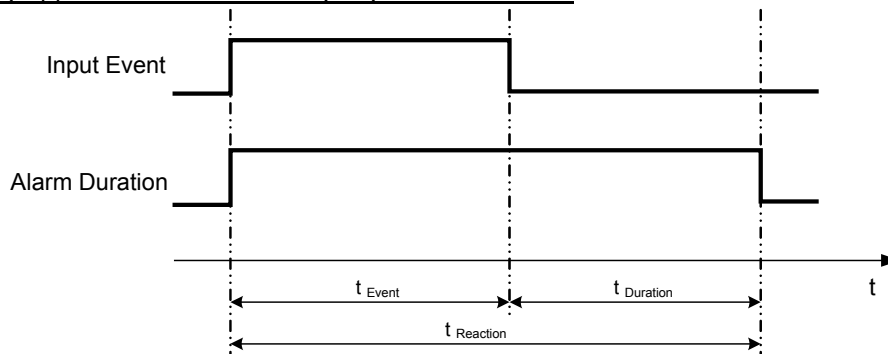 Input Event
Alarm Duration
t
t Event
t Duration
t Reaction